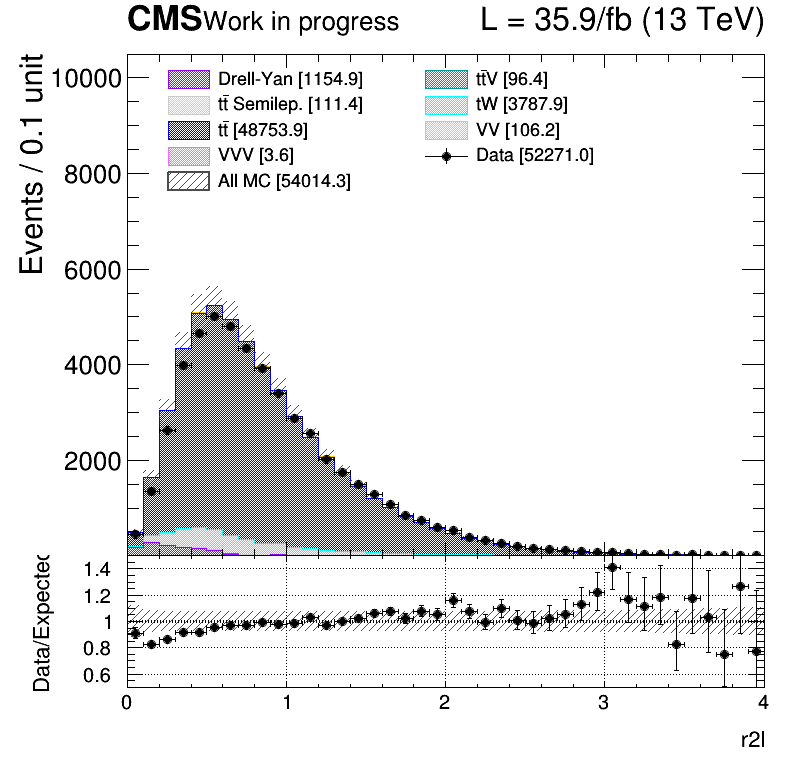 CMS Work in progress L = 35.9/fb (13 TeV)
Drell-Yan [1154.9]
tt̄ Semilep. [111.4]
tt̄ [48753.9]
VVV [3.6]
All MC [54014.3]
tt̄V [96.4]
tW [3787.9]
VV [106.2]
Data [52271.0]
Events / 0.1 unit
10000
8000
6000
4000
2000
Data/Expected
1.4
1.2
1
0.8
0.6
0 1 2 3 4
r2l